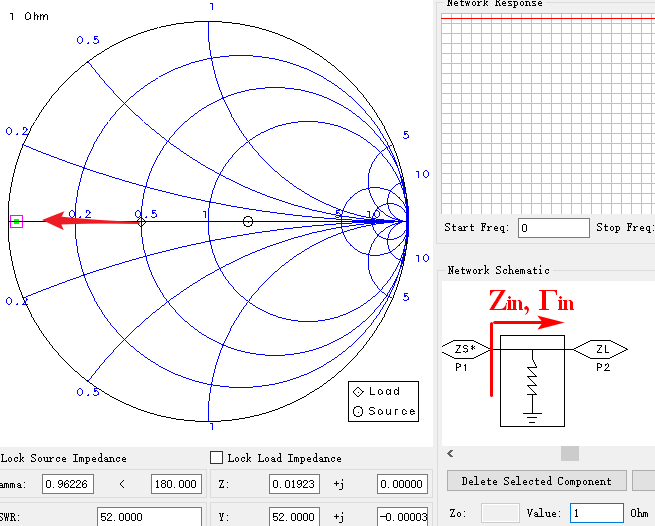 Network Response
1 Ohm
1
0.5
0.2
5
10
0.2
0.5
1
5
10
10
5
0.2
0.5
1
Load
Source
Start Freq:
0
Stop Freq:
Network Schematic
Zin, Γin
ZS*
P1
ZL
P2
Lock Source Impedance
Lock Load Impedance
amma:
0.96226
<
180.000
Z:
0.01923
+j
0.00000
SWR:
52.0000
Y:
52.0000
+j
-0.00003
<
Delete Selected Component
Zo:
Value:
1
Ohm